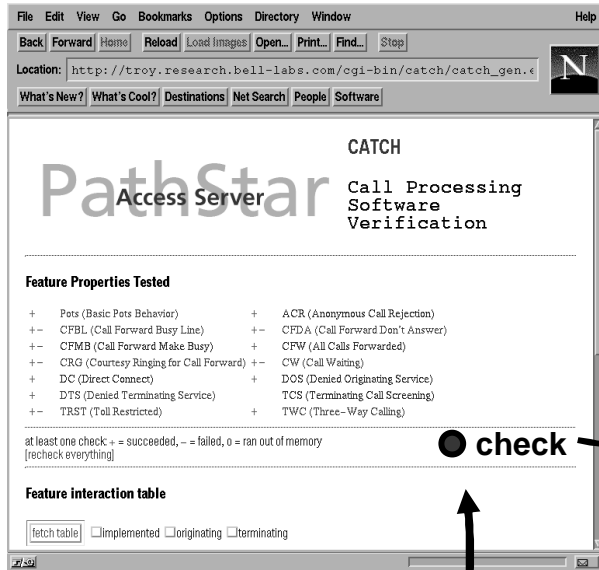 File Edit View Go Bookmarks Options Directory Window Help
Back Forward Home Reload Load Images Open... Print... Find... Stop
Location: http://troy.research.bell-labs.com/cgi-bin/catch/catch_gen.e
N
What's New? What's Cool? Destinations Net Search People Software
PathStar
Access Server
CATCH
Call Processing
Software
Verification
Feature Properties Tested
+ Pots (Basic Pots Behavior) + ACR (Anonymous Call Rejection)
+- CFBL (Call Forward Busy Line) +- CFDA (Call Forward Don't Answer)
+- CFMB (Call Forward Make Busy) + CFW (All Calls Forwarded)
+- CRG (Courtesy Ringing for Call Forward) +- CW (Call Waiting)
+ DC (Direct Connect) + DOS (Denied Originating Service)
+ DTS (Denied Terminating Service) TCS (Terminating Call Screening)
+- TRST (Toll Restricted) + TWC (Three-Way Calling)
at least one check: + = succeeded, - = failed, o = ran out of memory
[recheck everything]
check
Feature interaction table
fetch table implemented originating terminating